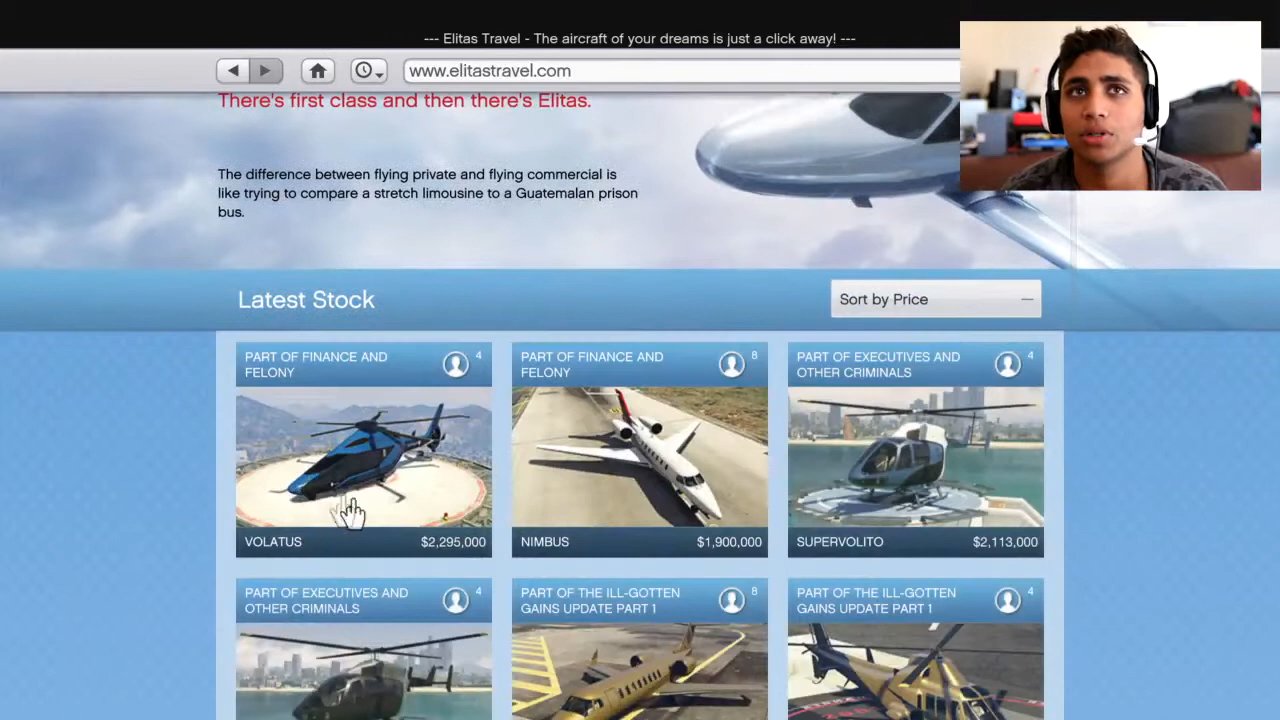 --- Elitas Travel - The aircraft of your dreams is just a click away! ---
www.elitastravel.com
There's first class and then there's Elitas.
The difference between flying private and flying commercial is
like trying to compare a stretch limousine to a Guatemalan prison
bus.
Latest Stock
Sort by Price
PART OF FINANCE AND
FELONY
4
VOLATUS
$2,295,000
PART OF FINANCE AND
FELONY
8
NIMBUS
$1,900,000
PART OF EXECUTIVES AND
OTHER CRIMINALS
4
SUPERVOLITO
$2,113,000
PART OF EXECUTIVES AND
OTHER CRIMINALS
4
PART OF THE ILL-GOTTEN
GAINS UPDATE PART 1
8
PART OF THE ILL-GOTTEN
GAINS UPDATE PART 1
4